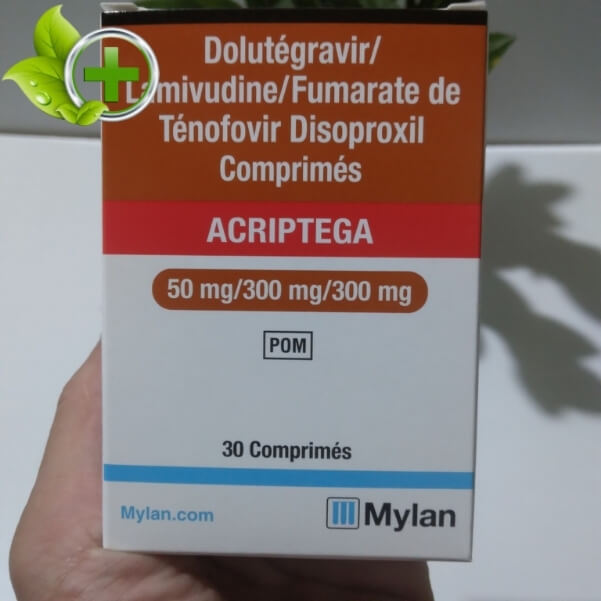 Dolutégravir/
Lamivudine/Fumarate de
Ténofovir Disoproxil
Comprimés
ACRIPTEGA
50 mg/300 mg/300 mg
POM
30 Comprimés
Mylan.com
Mylan